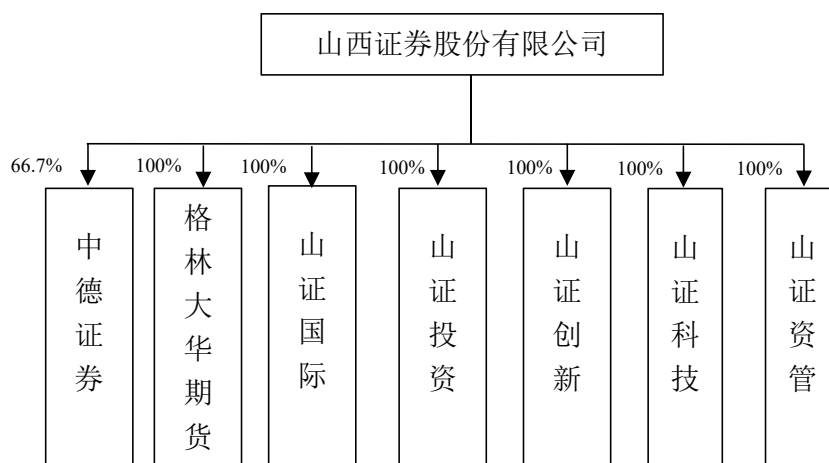 山西证券股份有限公司
66.7%
100%
100%
100%
100%
100%
100%
中德证券
格林大华期货
山证国际
山证投资
山证创新
山证科技
山证资管